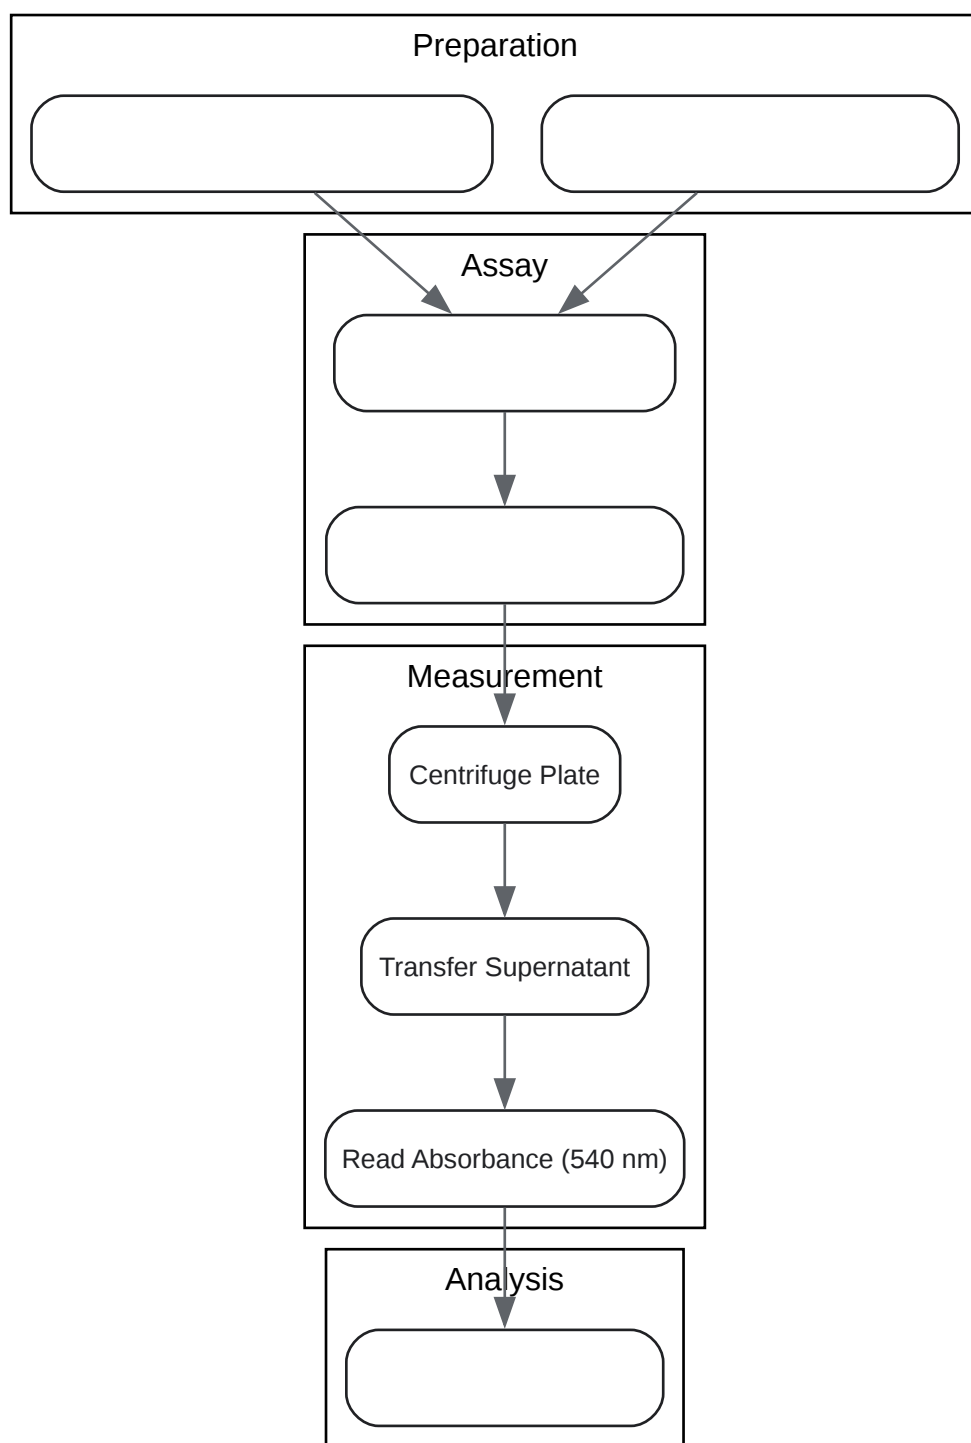 Preparation
Assay
Measurement
Centrifuge Plate
Transfer Supernatant
Read Absorbance (540 nm)
Analysis